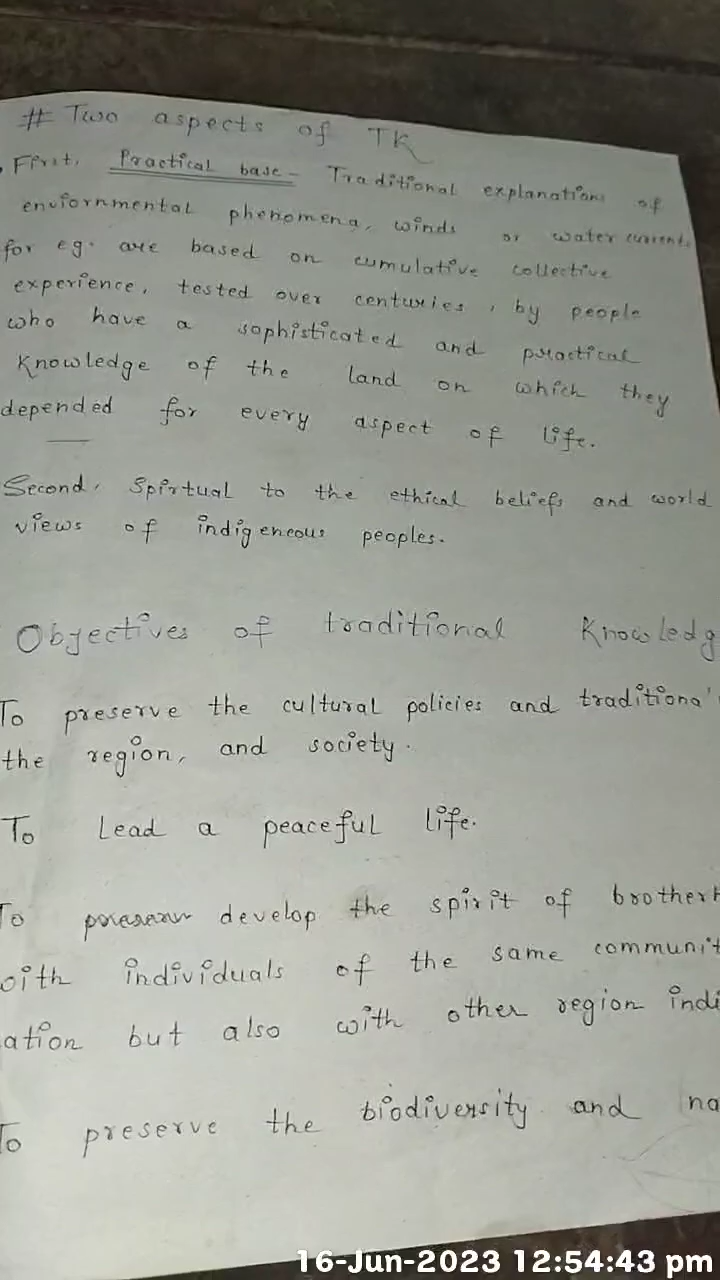 # Two aspects of TK
First, Practical base - Traditional explanations of
enviornmental phenomena, winds or water currents
for eg. are based on cumulative collective
experience, tested over centuries, by people
who have a sophisticated and practical
Knowledge of the land on which they
depended for every aspect of life.
Second, Spirtual to the ethical beliefs and world
views of indigeneous peoples.
Objectives of traditional Knowledg
To preserve the cultural policies and traditional
the region, and society.
To Lead a peaceful life.
To develop the spirit of brotherh
with individuals of the same communit
ation but also with other region indi
To preserve the biodiversity and na
16-Jun-2023 12:54:43 pm